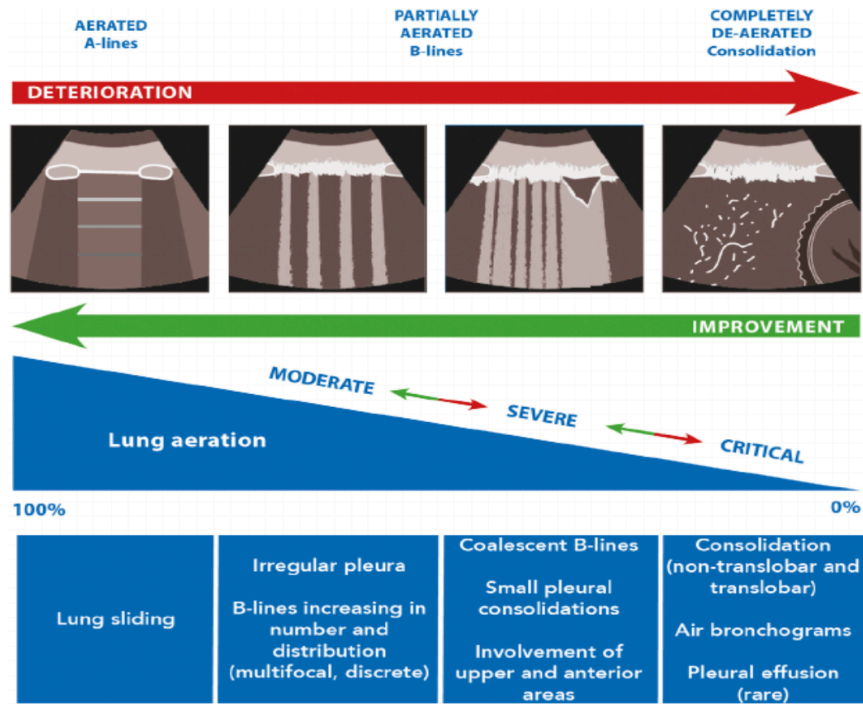 AERATED
A-lines
PARTIALLY
AERATED
B-lines
COMPLETELY
DE-AERATED
Consolidation
DETERIORATION
IMPROVEMENT
MODERATE
SEVERE
CRITICAL
Lung aeration
100%
0%
Lung sliding
Irregular pleura
B-lines increasing in
number and
distribution
(multifocal, discrete)
Coalescent B-lines
Small pleural
consolidations
Involvement of
upper and anterior
areas
Consolidation
(non-translobar and
translobar)
Air bronchograms
Pleural effusion
(rare)